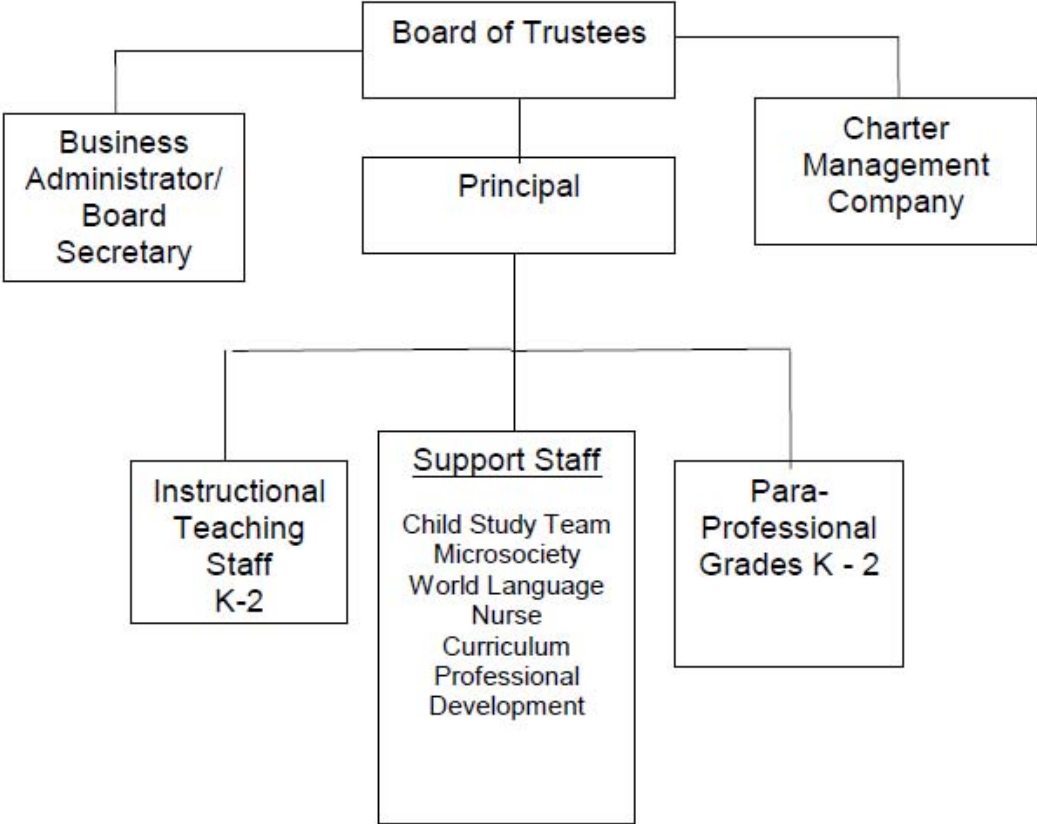 Board of Trustees
Business
Administrator/
Board
Secretary
Principal
Charter
Management
Company
Instructional
Teaching
Staff
K-2
Support Staff
Child Study Team
Microsociety
World Language
Nurse
Curriculum
Professional
Development
Para-
Professional
Grades K - 2